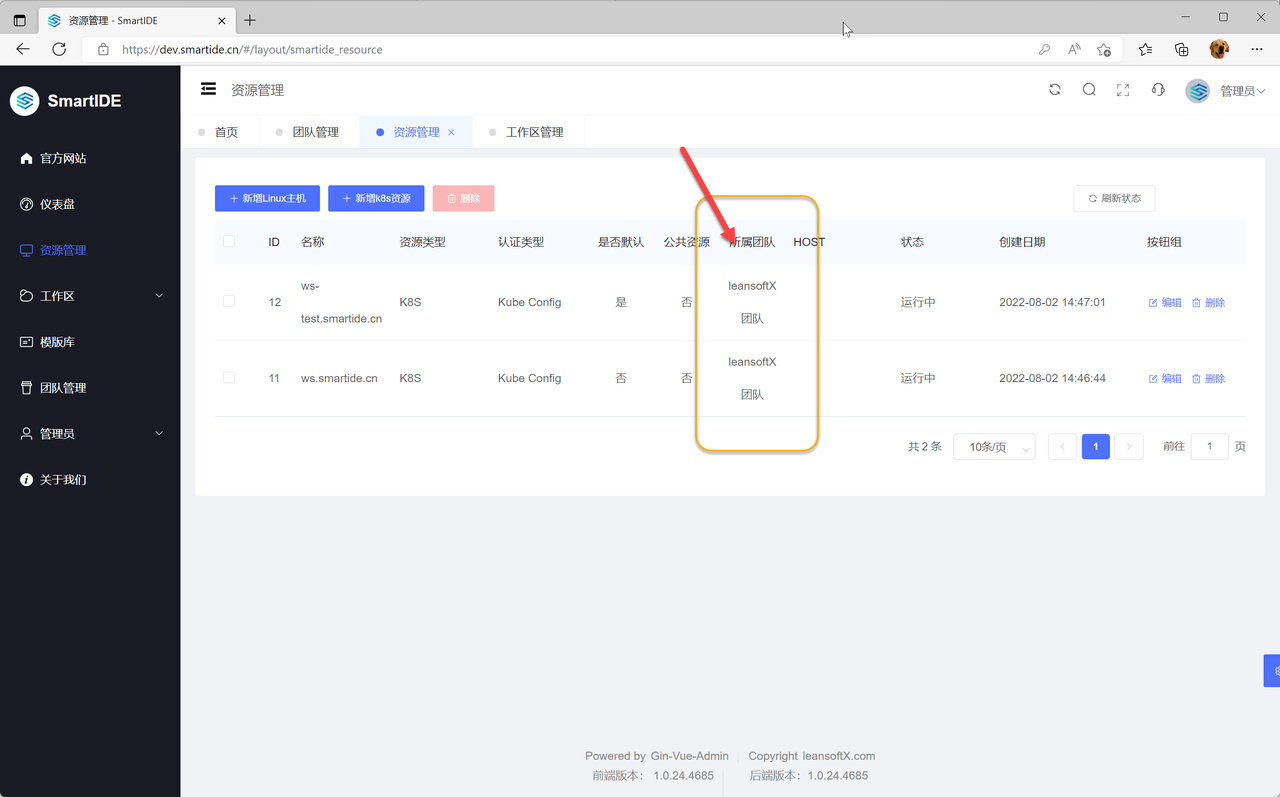 资源管理 - SmartIDE
https://dev.smartide.cn/#/layout/smartide_resource
SmartIDE
资源管理
管理员
首页
团队管理
资源管理
工作区管理
官方网站
仪表盘
资源管理
工作区
模版库
团队管理
管理员
关于我们
新增Linux主机
新增k8s资源
删除
刷新状态
ID 名称 资源类型 认证类型 是否默认 公共资源 所属团队 HOST 状态 创建日期 按钮组
12 ws-test.smartide.cn K8S Kube Config 是 否 leansoftX 团队 运行中 2022-08-02 14:47:01 编辑 删除
11 ws.smartide.cn K8S Kube Config 否 否 leansoftX 团队 运行中 2022-08-02 14:46:44 编辑 删除
共 2 条 10条/页 1 前往 1 页
Powered by Gin-Vue-Admin Copyright leansoftX.com
前端版本： 1.0.24.4685 后端版本：1.0.24.4685